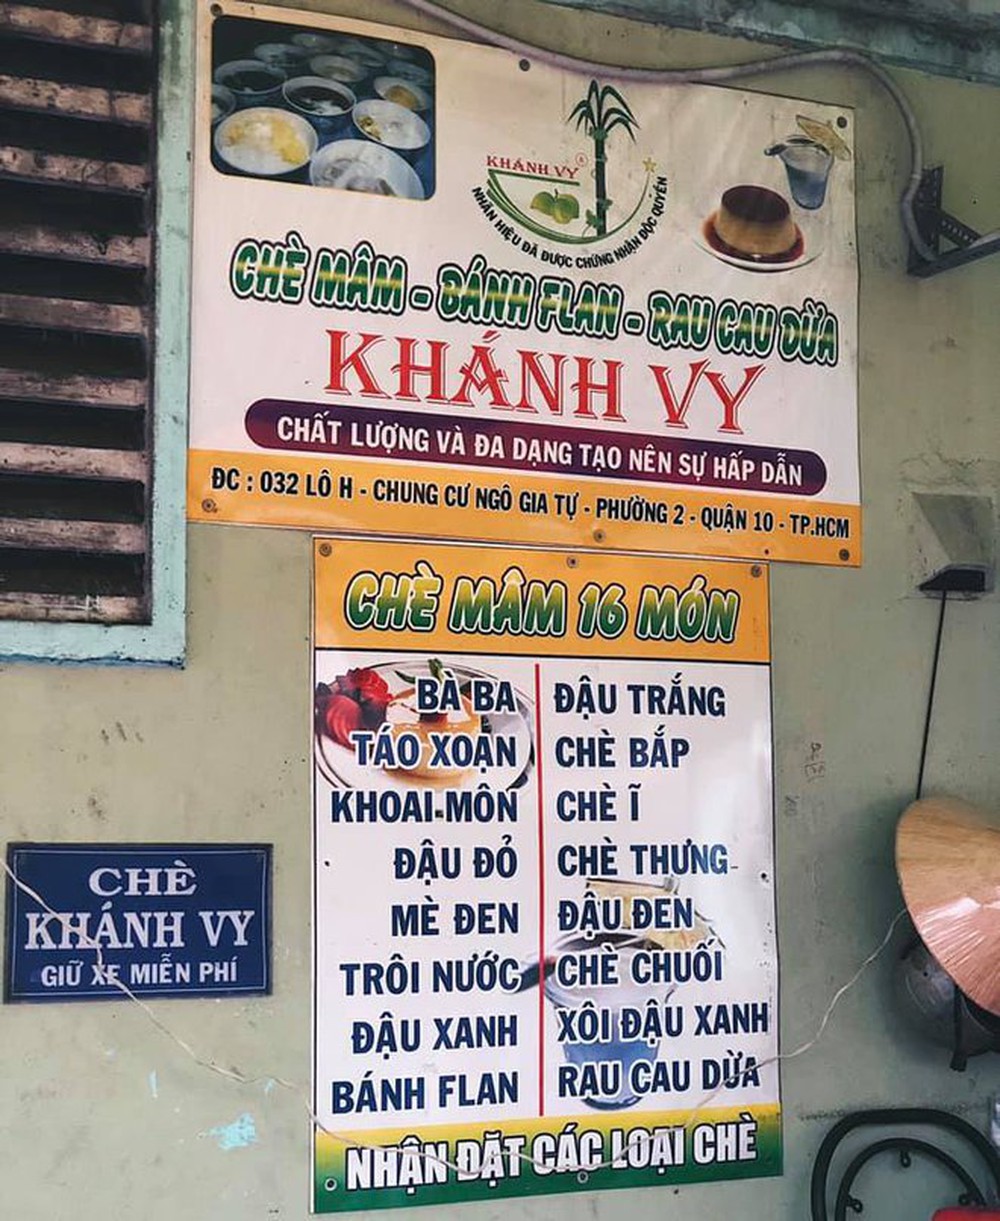 KHÁNH VY ®
NHÃN HIỆU ĐÃ ĐƯỢC CHỨNG NHẬN ĐỘC QUYỀN
CHÈ MÂM - BÁNH FLAN - RAU CAU DỪA
KHÁNH VY
CHẤT LƯỢNG VÀ ĐA DẠNG TẠO NÊN SỰ HẤP DẪN
ĐC : 032 LÔ H - CHUNG CƯ NGÔ GIA TỰ - PHƯỜNG 2 - QUẬN 10 - TP.HCM
CHÈ MÂM 16 MÓN
BÀ BA
TÁO XOẠN
KHOAI MÔN
ĐẬU ĐỎ
MÈ ĐEN
TRÔI NƯỚC
ĐẬU XANH
BÁNH FLAN
ĐẬU TRẮNG
CHÈ BẮP
CHÈ Ĩ
CHÈ THƯNG
ĐẬU ĐEN
CHÈ CHUỐI
XÔI ĐẬU XANH
RAU CAU DỪA
NHẬN ĐẶT CÁC LOẠI CHÈ
CHÈ
KHÁNH VY
GIỮ XE MIỄN PHÍ